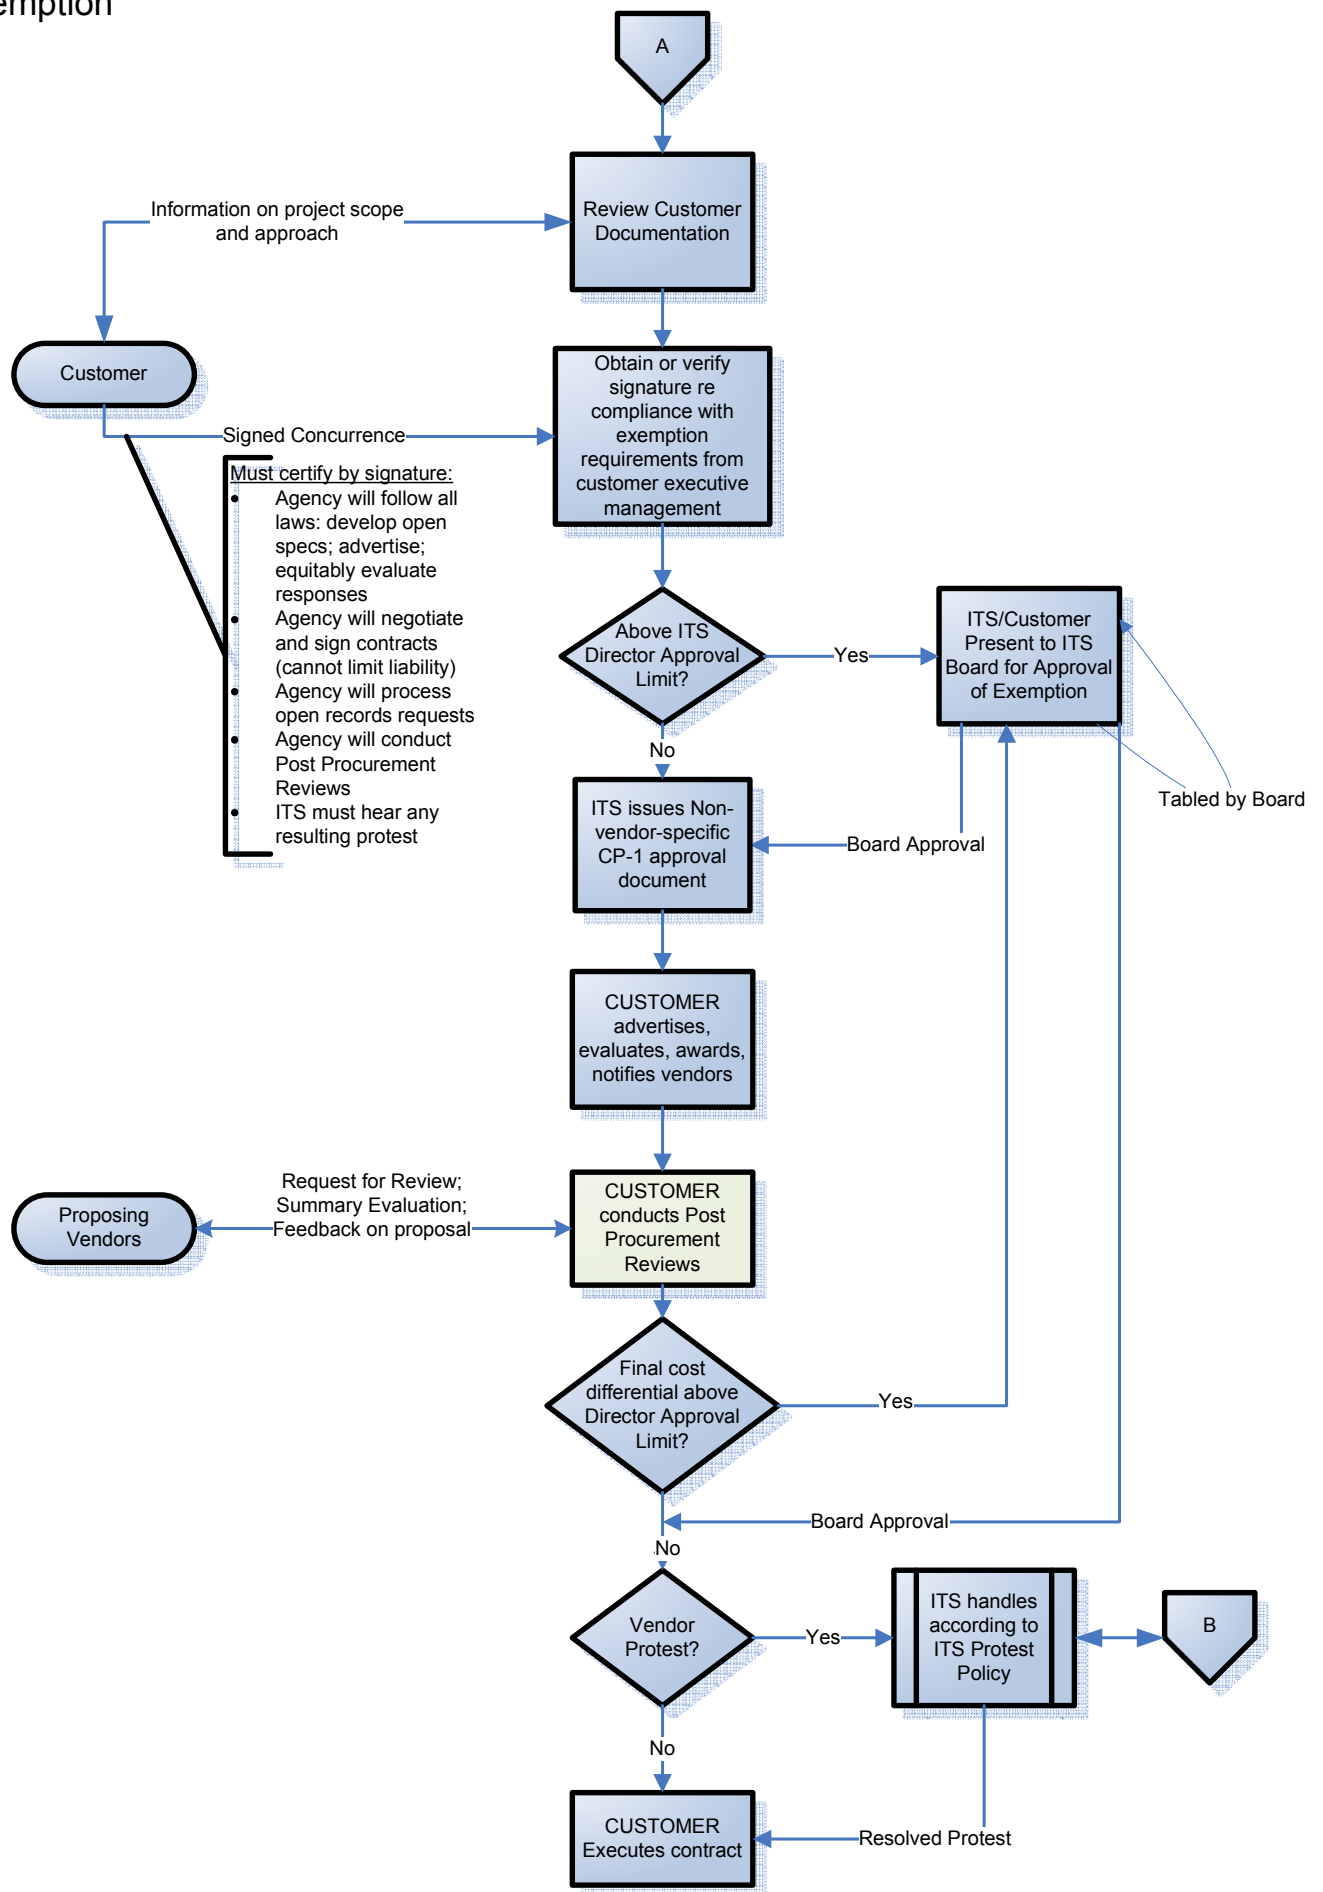 emption
A
Information on project scope
and approach
Review Customer
Documentation
Customer
Obtain or verify
signature re
compliance with
exemption
requirements from
customer executive
management
Signed Concurrence
Must certify by signature:
• Agency will follow all
laws: develop open
specs; advertise;
equitably evaluate
responses
• Agency will negotiate
and sign contracts
(cannot limit liability)
• Agency will process
open records requests
• Agency will conduct
Post Procurement
Reviews
• ITS must hear any
resulting protest
Above ITS
Director Approval
Limit?
Yes
ITS/Customer
Present to ITS
Board for Approval
of Exemption
No
Tabled by Board
ITS issues Non-
vendor-specific
CP-1 approval
document
Board Approval
CUSTOMER
advertises,
evaluates, awards,
notifies vendors
Proposing
Vendors
Request for Review;
Summary Evaluation;
Feedback on proposal
CUSTOMER
conducts Post
Procurement
Reviews
Final cost
differential above
Director Approval
Limit?
Yes
Board Approval
No
Vendor
Protest?
Yes
ITS handles
according to
ITS Protest
Policy
B
No
CUSTOMER
Executes contract
Resolved Protest